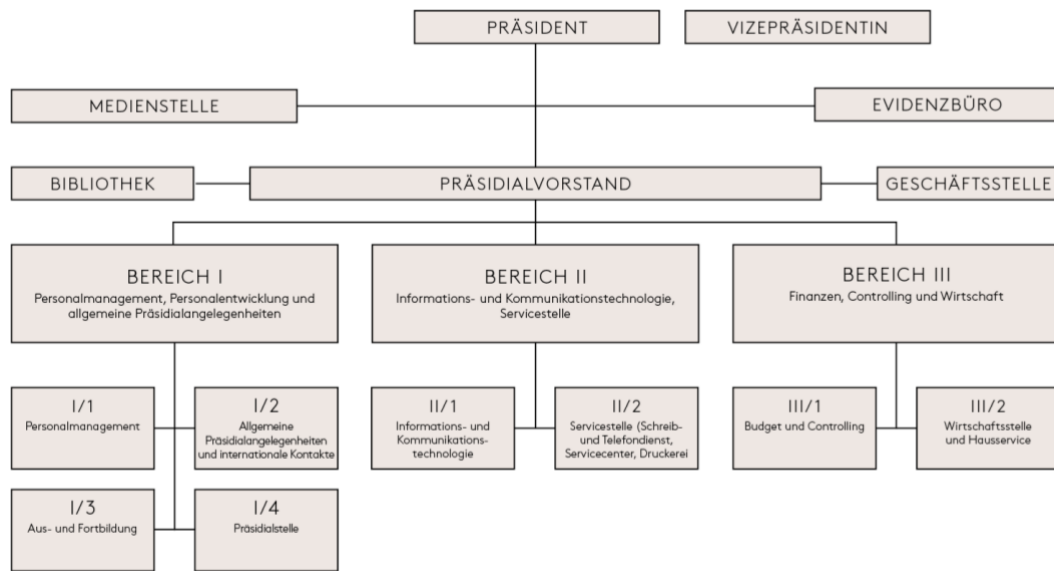 PRÄSIDENT
VIZEPRÄSIDENTIN
MEDIENSTELLE
EVIDENZBÜRO
BIBLIOTHEK
PRÄSIDIALVORSTAND
GESCHÄFTSSTELLE
BEREICH I
Personalmanagement, Personalentwicklung und
allgemeine Präsidialangelegenheiten
BEREICH II
Informations- und Kommunikationstechnologie,
Servicestelle
BEREICH III
Finanzen, Controlling und Wirtschaft
I/1
Personalmanagement
I/2
Allgemeine
Präsidialangelegenheiten
und internationale Kontakte
II/1
Informations- und
Kommunikations-
technologie
II/2
Servicestelle (Schreib-
und Telefondienst,
Servicecenter, Druckerei
III/1
Budget und Controlling
III/2
Wirtschaftsstelle
und Hausservice
I/3
Aus- und Fortbildung
I/4
Präsidialstelle